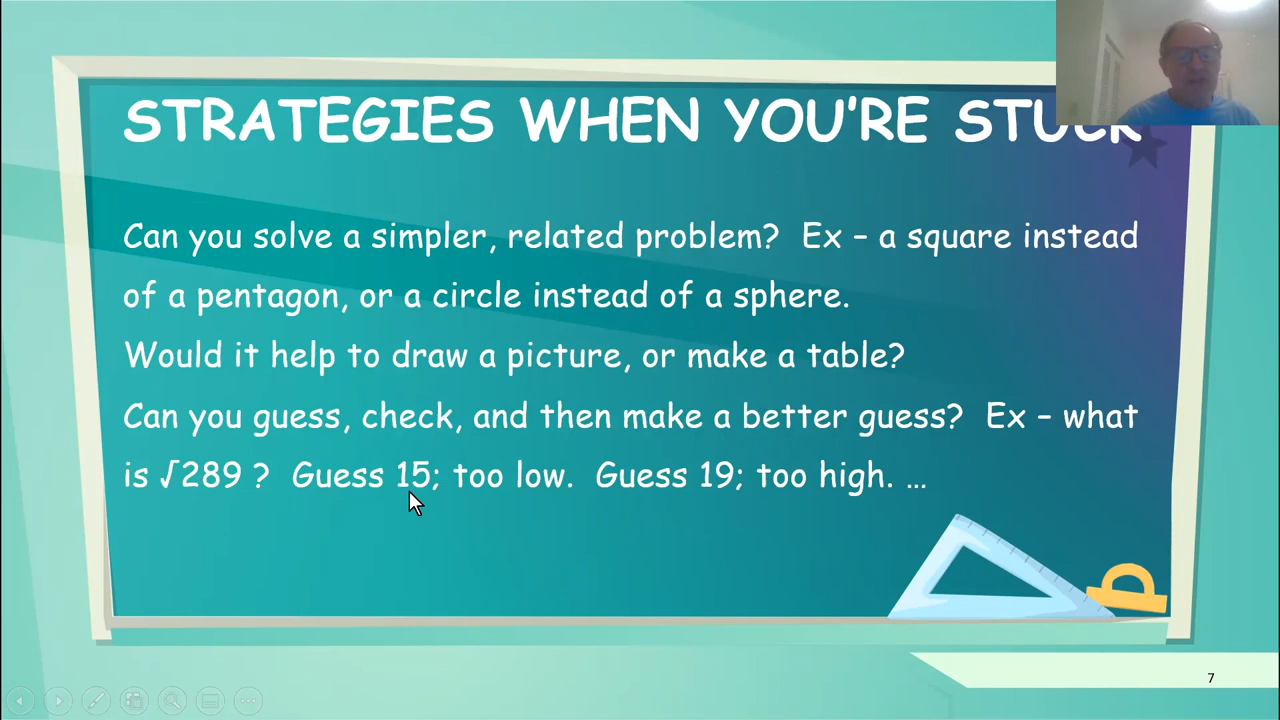 STRATEGIES WHEN YOU'RE STUCK
Can you solve a simpler, related problem? Ex – a square instead
of a pentagon, or a circle instead of a sphere.
Would it help to draw a picture, or make a table?
Can you guess, check, and then make a better guess? Ex – what
is √289 ? Guess 15; too low. Guess 19; too high. …
7